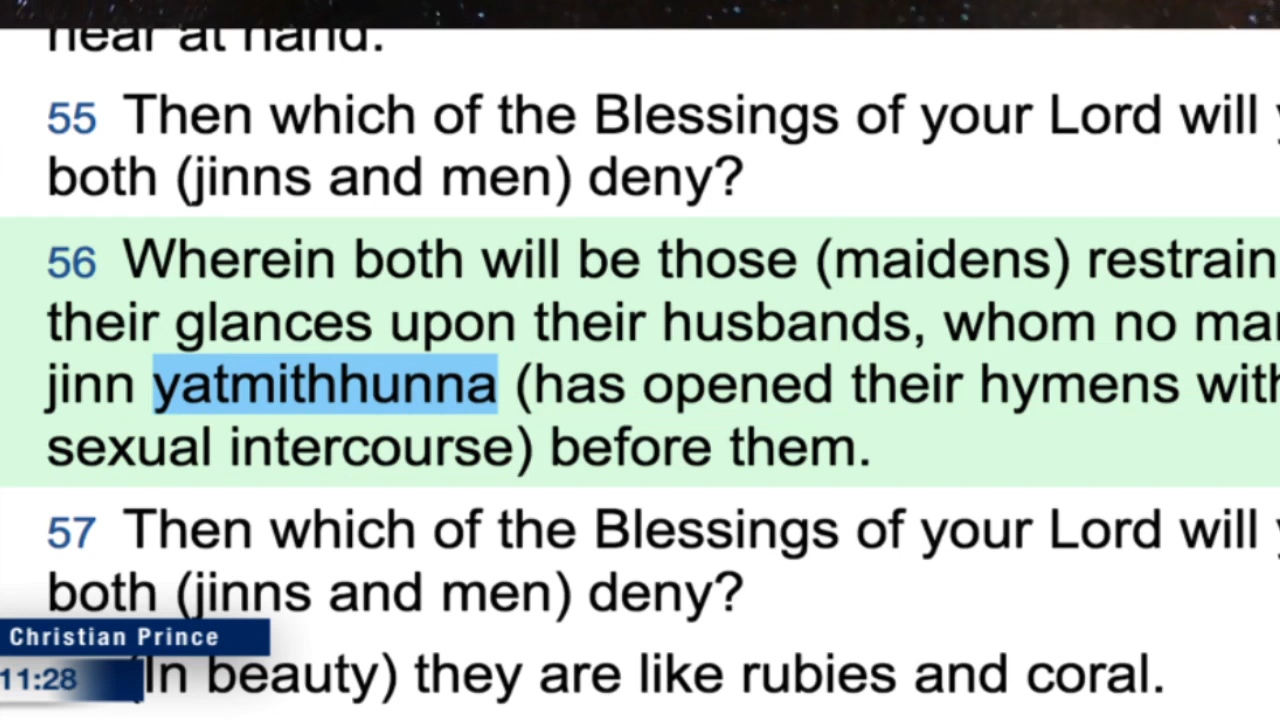 near at hand.
55 Then which of the Blessings of your Lord will
both (jinns and men) deny?
56 Wherein both will be those (maidens) restrain
their glances upon their husbands, whom no
jinn yatmithhunna (has opened their hymens
sexual intercourse) before them.
57 Then which of the Blessings of your Lord will
both (jinns and men) deny?
Christian Prince
11:28
(In beauty) they are like rubies and coral.